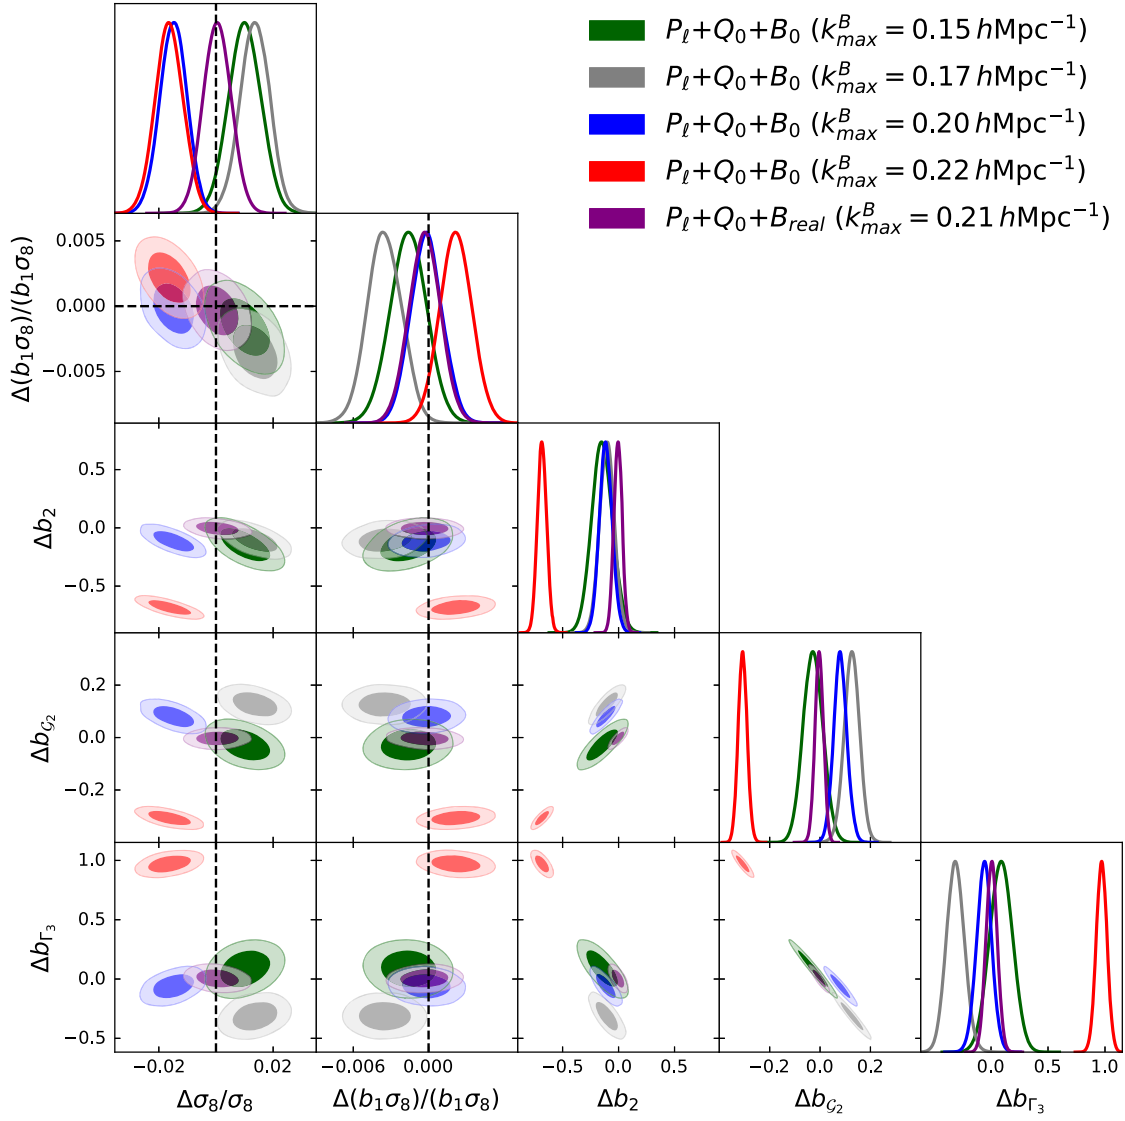 P_ℓ+Q_0+B_0 (k^B_max = 0.15 hMpc⁻¹)
P_ℓ+Q_0+B_0 (k^B_max = 0.17 hMpc⁻¹)
P_ℓ+Q_0+B_0 (k^B_max = 0.20 hMpc⁻¹)
P_ℓ+Q_0+B_0 (k^B_max = 0.22 hMpc⁻¹)
P_ℓ+Q_0+B_real (k^B_max = 0.21 hMpc⁻¹)
Δ(b_1σ_8)/(b_1σ_8)
0.005
0.000
−0.005
Δb_2
0.5
0.0
−0.5
Δb_𝒢_2
0.2
0.0
−0.2
Δb_Γ_3
1.0
0.5
0.0
−0.5
−0.02 0.02 −0.006 0.000 −0.5 0.0 0.5 −0.2 0.0 0.2 0.0 0.5 1.0
Δσ_8/σ_8 Δ(b_1σ_8)/(b_1σ_8) Δb_2 Δb_𝒢_2 Δb_Γ_3